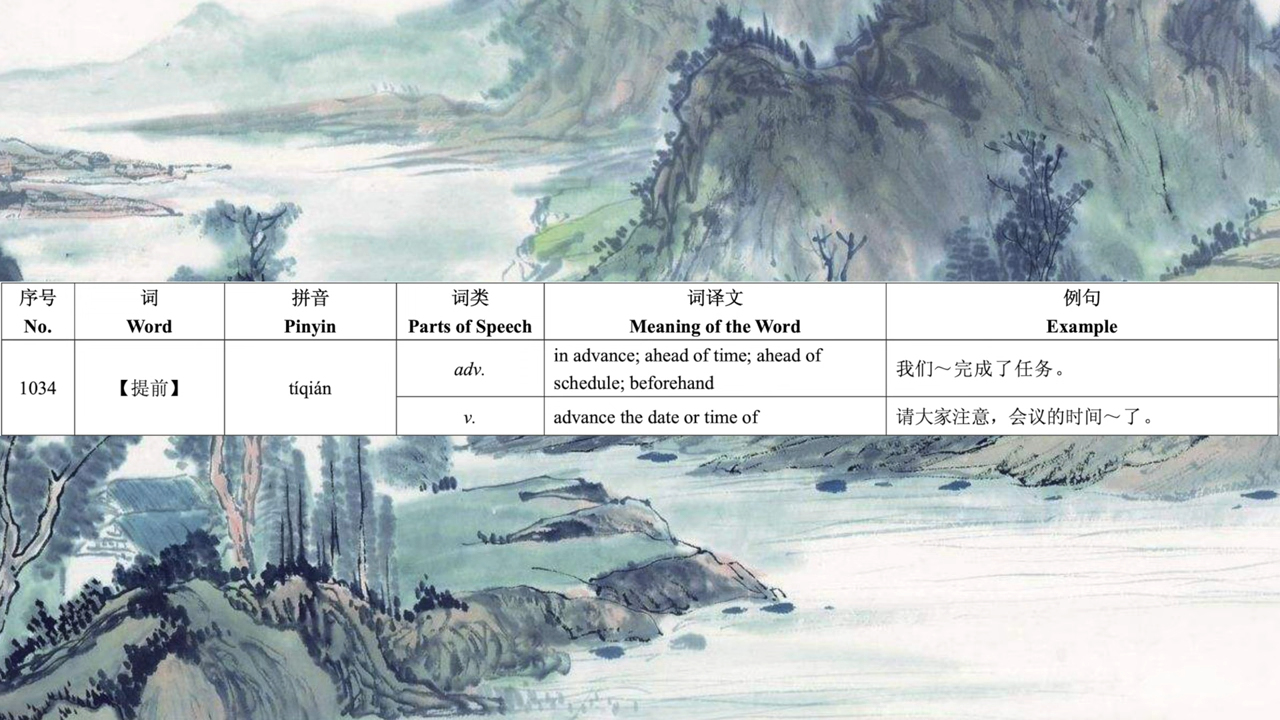 序号 词 拼音 词类 词译文 例句
No. Word Pinyin Parts of Speech Meaning of the Word Example
1034 【提前】 tíqián adv. in advance; ahead of time; ahead of schedule; beforehand 我们～完成了任务。
v. advance the date or time of 请大家注意，会议的时间～了。